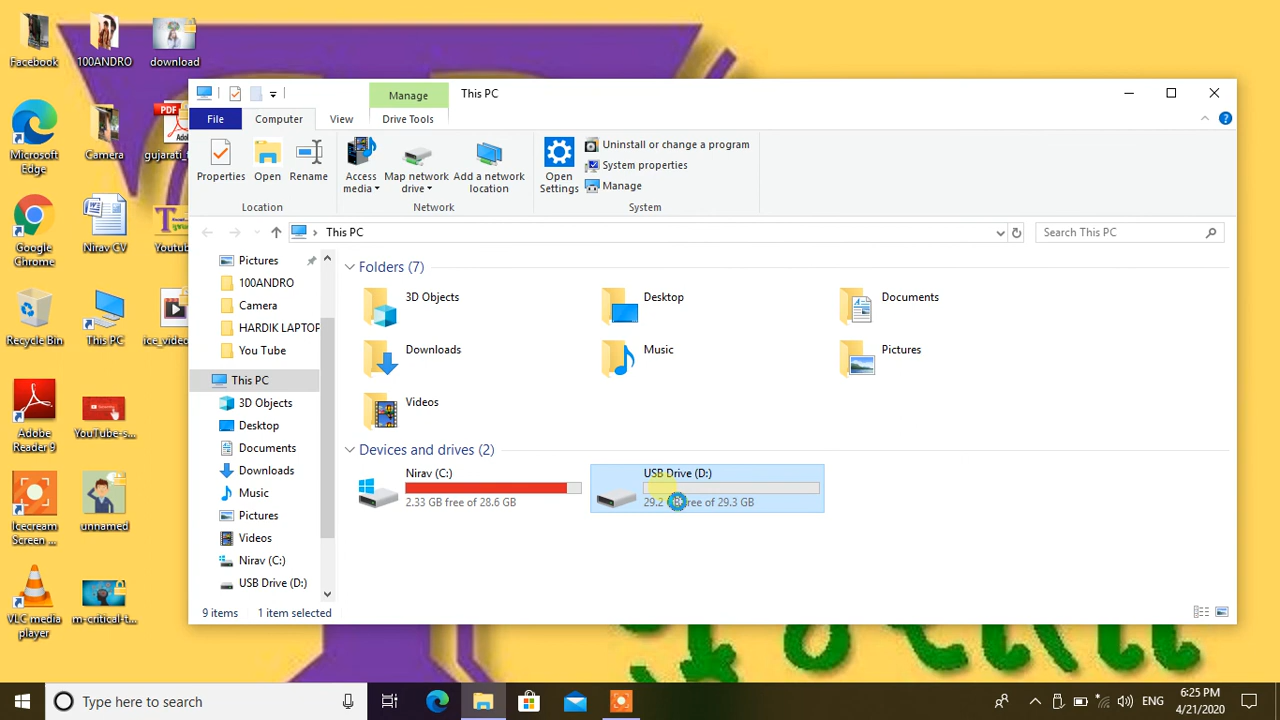 Facebook
100ANDRO
download
Microsoft
Edge
Camera
PDF
gujarati_f
Google
Chrome
Nirav CV
Youtub
Recycle Bin
This PC
ice_video
Adobe
Reader 9
YouTube-s...
Icecream
Screen ...
unnamed
VLC media
player
m-critical-t...
Manage
This PC
File
Computer
View
Drive Tools
Properties
Open
Rename
Location
Access
media
Map network
drive
Add a network
location
Network
Open
Settings
Uninstall or change a program
System properties
Manage
System
This PC
Search This PC
Pictures
100ANDRO
Camera
HARDIK LAPTOP
You Tube
This PC
3D Objects
Desktop
Documents
Downloads
Music
Pictures
Videos
Nirav (C:)
USB Drive (D:)
Folders (7)
3D Objects
Desktop
Documents
Downloads
Music
Pictures
Videos
Devices and drives (2)
Nirav (C:)
2.33 GB free of 28.6 GB
USB Drive (D:)
29.2 free of 29.3 GB
9 items
1 item selected
Type here to search
ENG
6:25 PM
4/21/2020